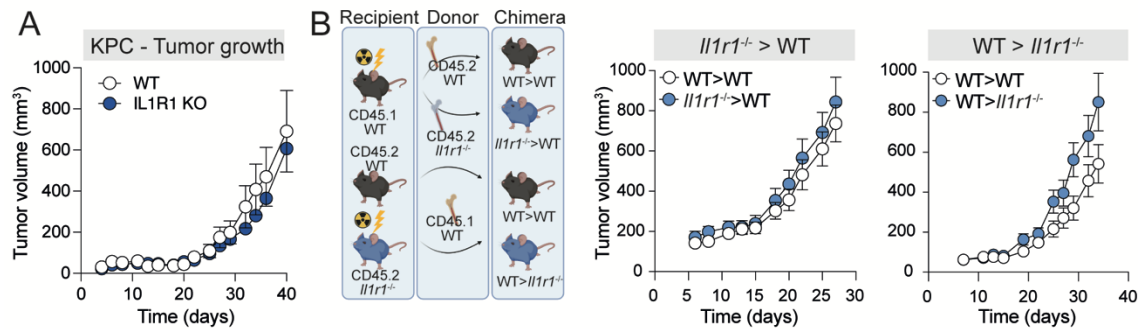 A
KPC - Tumor growth
WT
IL1R1 KO
Tumor volume (mm³)
1000
800
600
400
200
0
0 10 20 30 40
Time (days)
B
Recipient Donor Chimera
CD45.1
WT
CD45.2
WT
CD45.2
Il1r1⁻/⁻
CD45.2
WT
CD45.2
Il1r1⁻/⁻
CD45.1
WT
WT>WT
Il1r1⁻/⁻>WT
WT>WT
WT>Il1r1⁻/⁻
Il1r1⁻/⁻ > WT
WT>WT
Il1r1⁻/⁻>WT
Tumor volume (mm³)
1000
800
600
400
200
0
0 5 10 15 20 25 30
Time (days)
WT > Il1r1⁻/⁻
WT>WT
WT>Il1r1⁻/⁻
Tumor volume (mm³)
1000
800
600
400
200
0
0 10 20 30 40
Time (days)